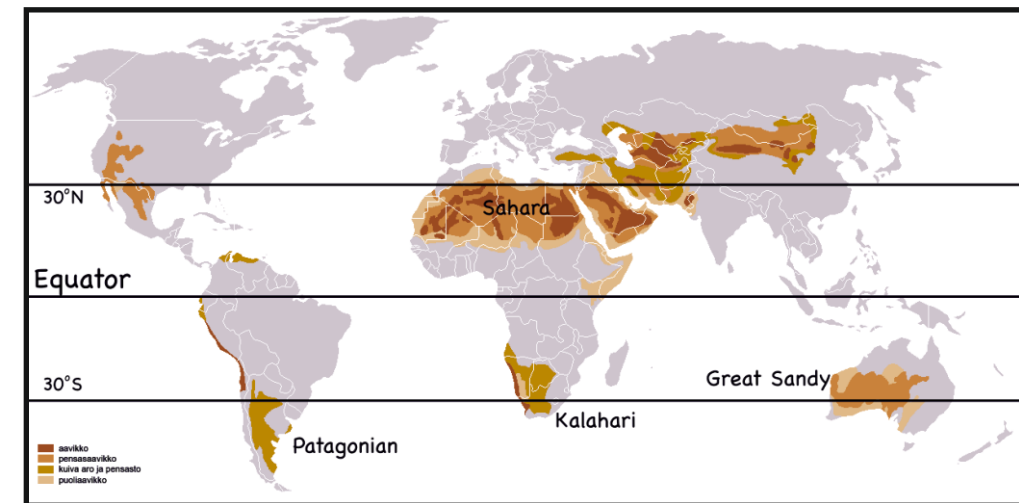 30°N
Sahara
Equator
30°S
Great Sandy
Kalahari
Patagonian
aavikko
pensasaavikko
kuiva aro ja pensasto
puoliaavikko